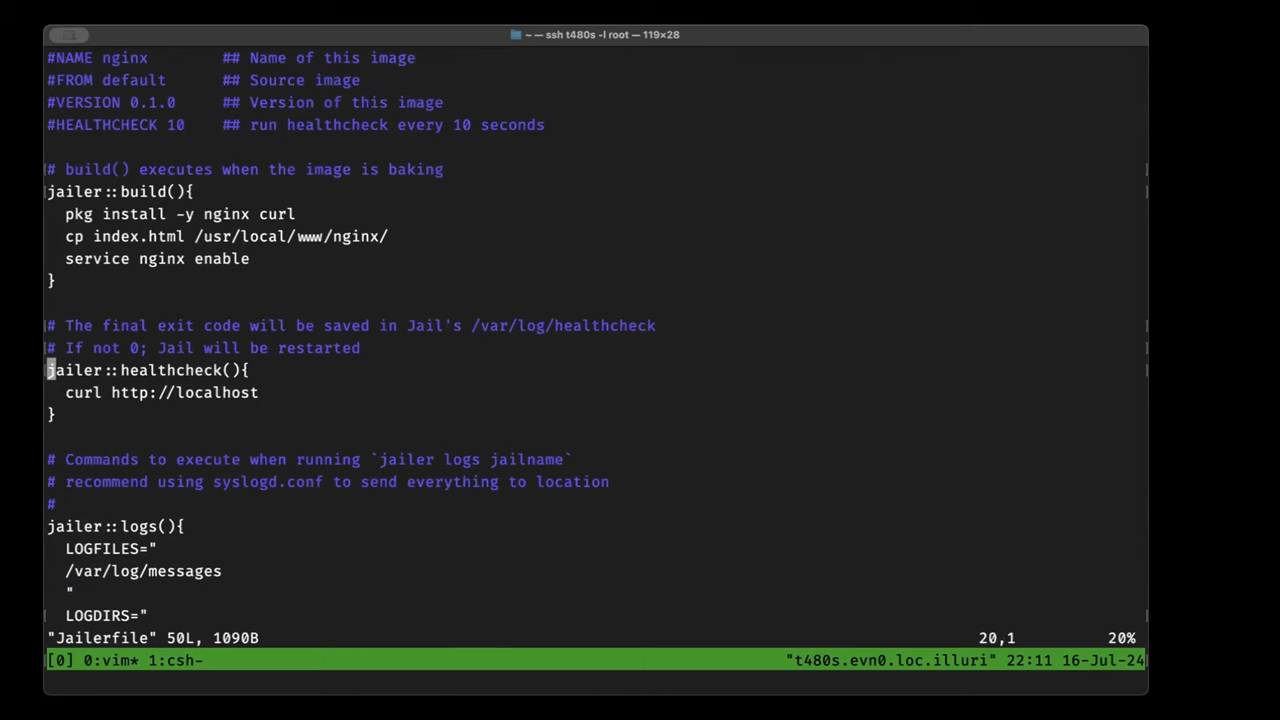 ~ — ssh t480s -l root — 119×28
#NAME nginx        ## Name of this image
#FROM default      ## Source image
#VERSION 0.1.0     ## Version of this image
#HEALTHCHECK 10    ## run healthcheck every 10 seconds
# build() executes when the image is baking
jailer::build(){
  pkg install -y nginx curl
  cp index.html /usr/local/www/nginx/
  service nginx enable
}
# The final exit code will be saved in Jail's /var/log/healthcheck
# If not 0; Jail will be restarted
jailer::healthcheck(){
  curl http://localhost
}
# Commands to execute when running `jailer logs jailname`
# recommend using syslogd.conf to send everything to location
#
jailer::logs(){
  LOGFILES="
  /var/log/messages
  "
  LOGDIRS="
"Jailerfile" 50L, 1090B    20,1    20%
[0] 0:vim* 1:csh-    "t480s.evn0.loc.illuri" 22:11 16-Jul-24